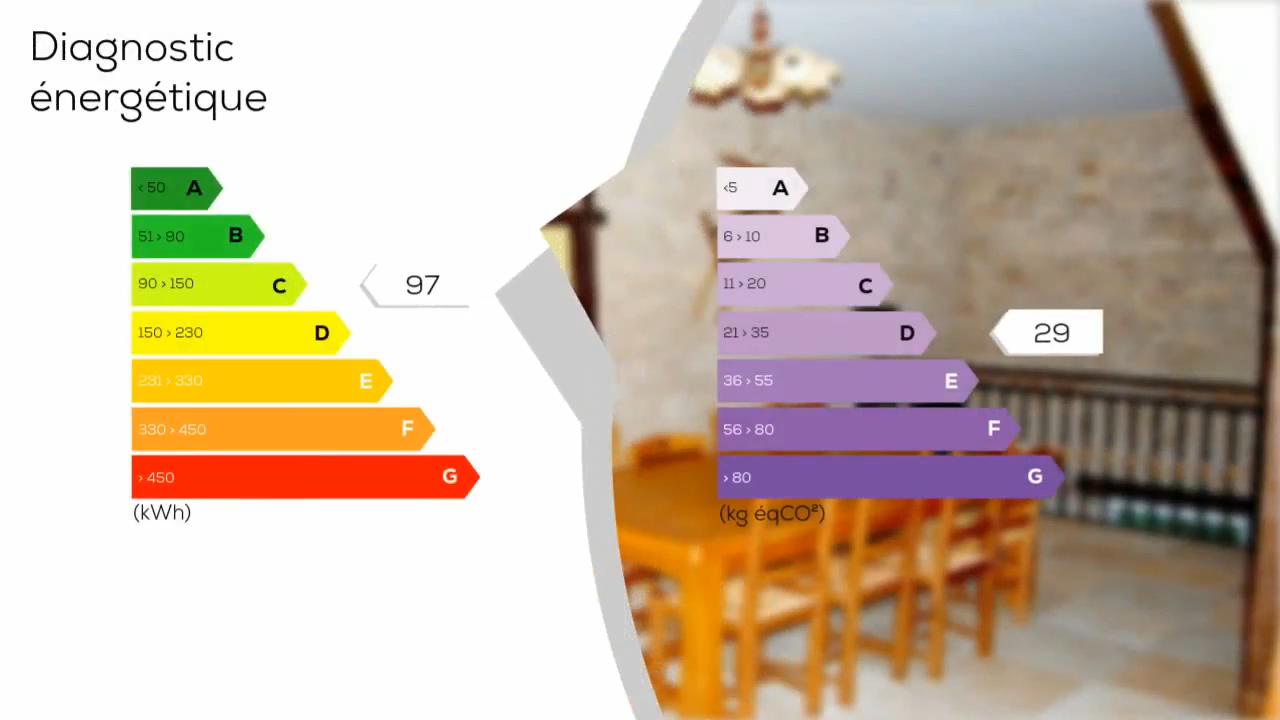 Diagnostic
énergétique
< 50 A
51 > 90 B
90 > 150 C
97
150 > 230 D
231 > 330 E
330 > 450 F
> 450 G
(kWh)
<5 A
6 > 10 B
11 > 20 C
21 > 35 D
29
36 > 55 E
56 > 80 F
> 80 G
(kg éqCO²)